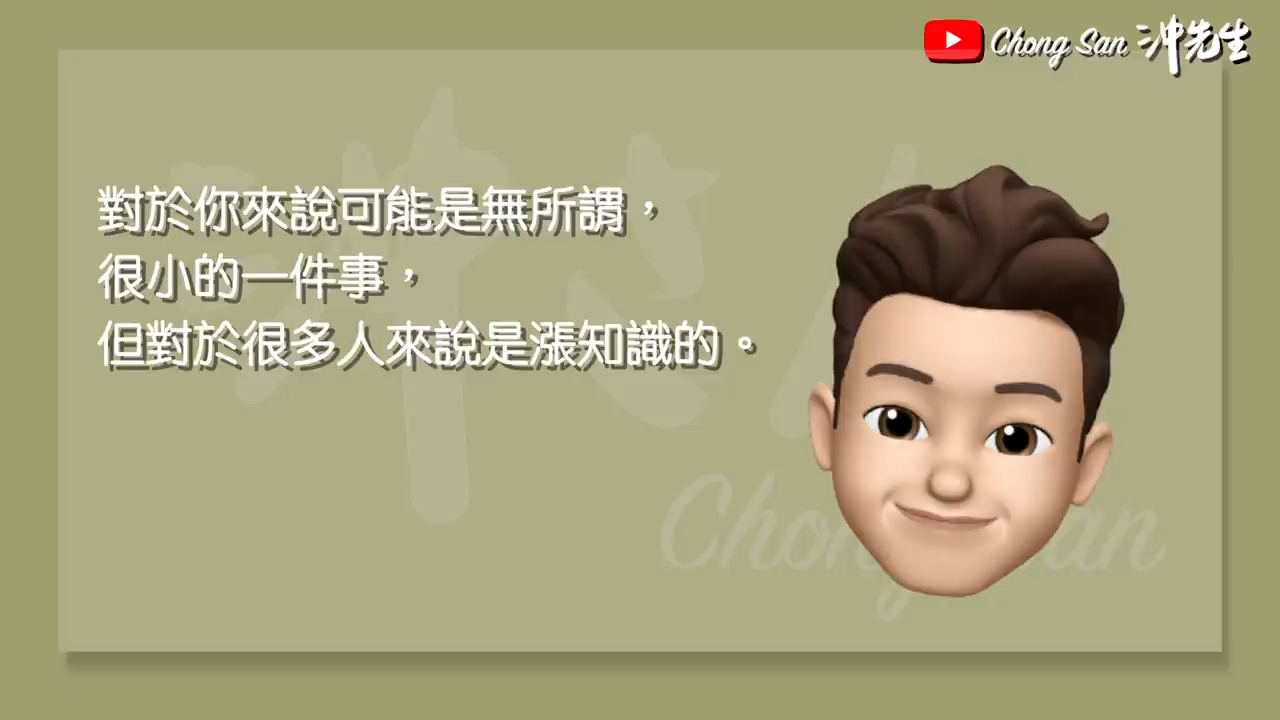 Chong San 沖先生
對於你來說可能是無所謂，
很小的一件事，
但對於很多人來說是漲知識的。